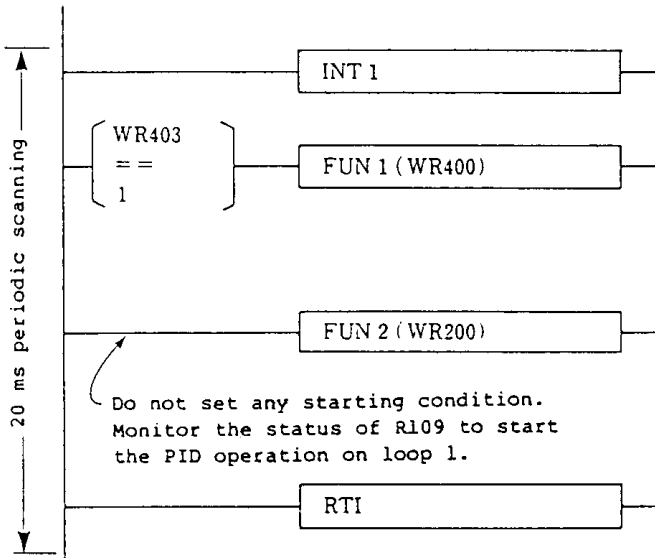 INT 1
WR403
==
1
FUN 1 (WR400)
20 ms periodic scanning
FUN 2 (WR200)
Do not set any starting condition.
Monitor the status of R109 to start
the PID operation on loop 1.
RTI